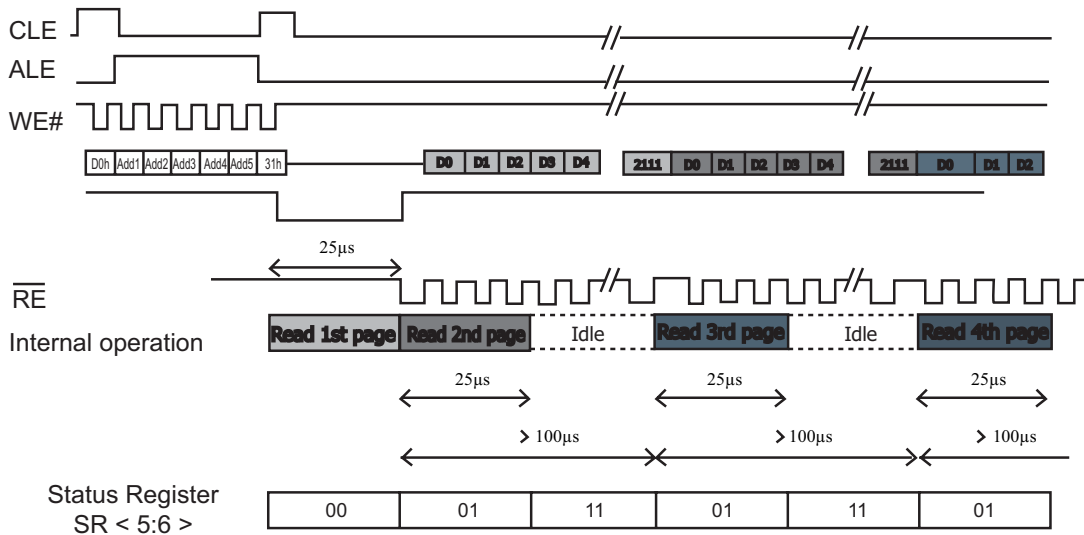 CLE
ALE
WE#
D0h Add1 Add2 Add3 Add4 Add5 31h D0 D1 D2 D3 D4 2111 D0 D1 D2 D3 D4 2111 D0 D1 D2
25µs
RE
Internal operation Read 1st page Read 2nd page Idle Read 3rd page Idle Read 4th page
25µs 25µs 25µs
> 100µs > 100µs > 100µs
Status Register
SR < 5:6 > 00 01 11 01 11 01